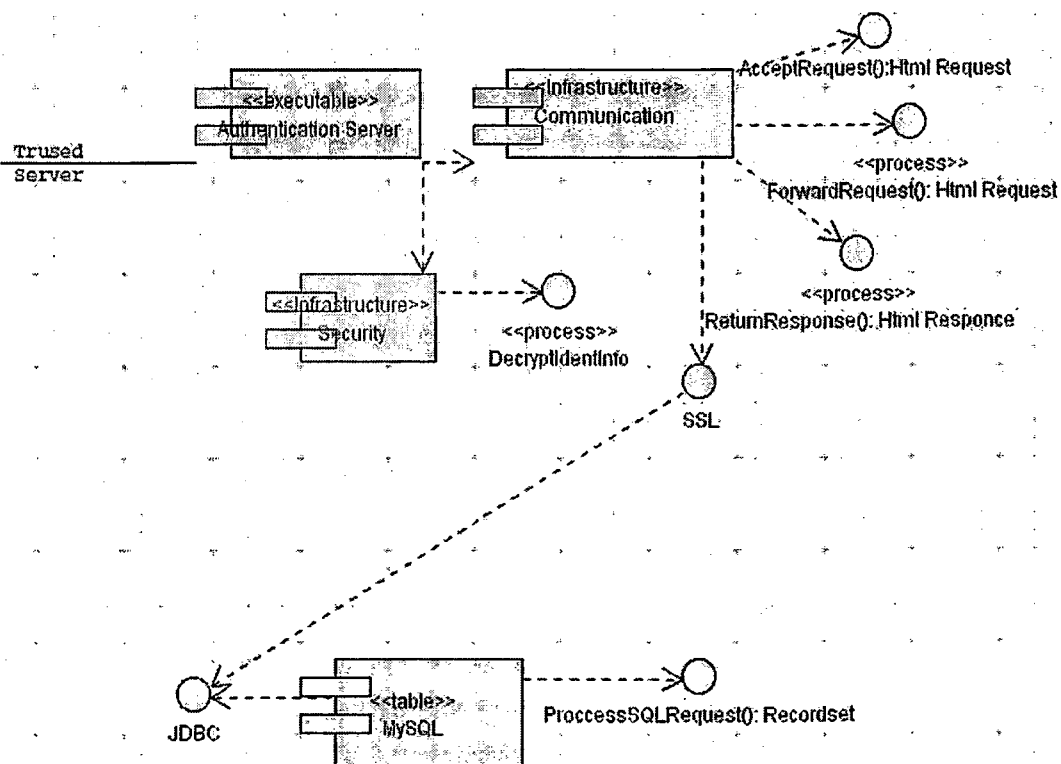 AcceptRequest():Html Request
<<executable>>
Authentication Server
<<Infrastructure>>
Communication
Trused
Server
<<process>>
ForwardRequest(): Html Request
<<process>>
ReturnResponse(): Html Responce
<<Infrastructure>>
Security
<<process>>
DecryptIdentInfo
SSL
<<table>>
MySQL
JDBC
ProccessSQLRequest(): Recordset